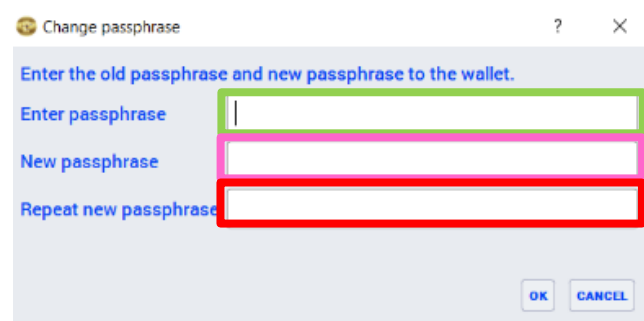 Change passphrase ?
Enter the old passphrase and new passphrase to the wallet.
Enter passphrase
New passphrase
Repeat new passphrase
OK CANCEL